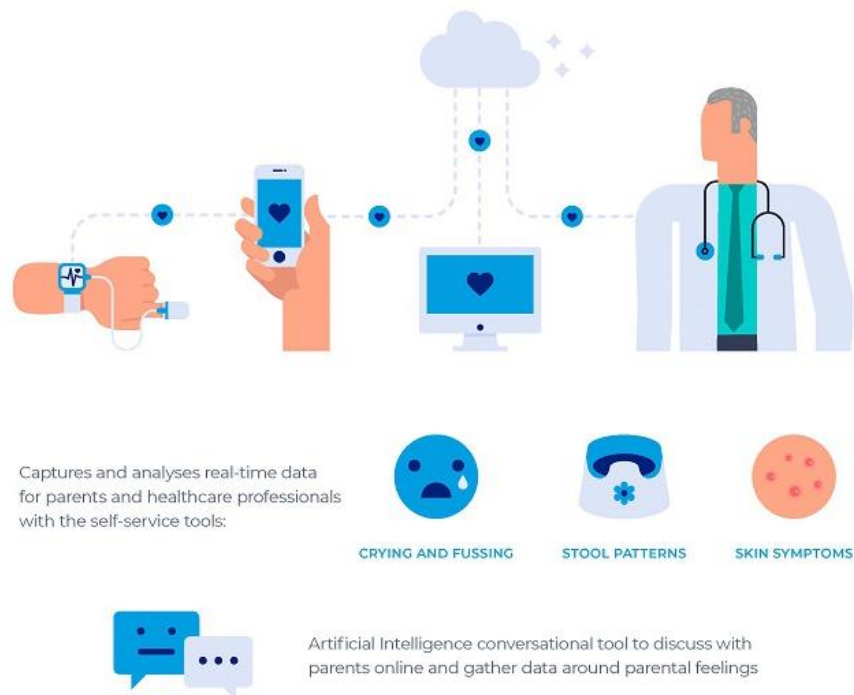 Captures and analyses real-time data
for parents and healthcare professionals
with the self-service tools:
CRYING AND FUSSING
STOOL PATTERNS
SKIN SYMPTOMS
Artificial Intelligence conversational tool to discuss with
parents online and gather data around parental feelings